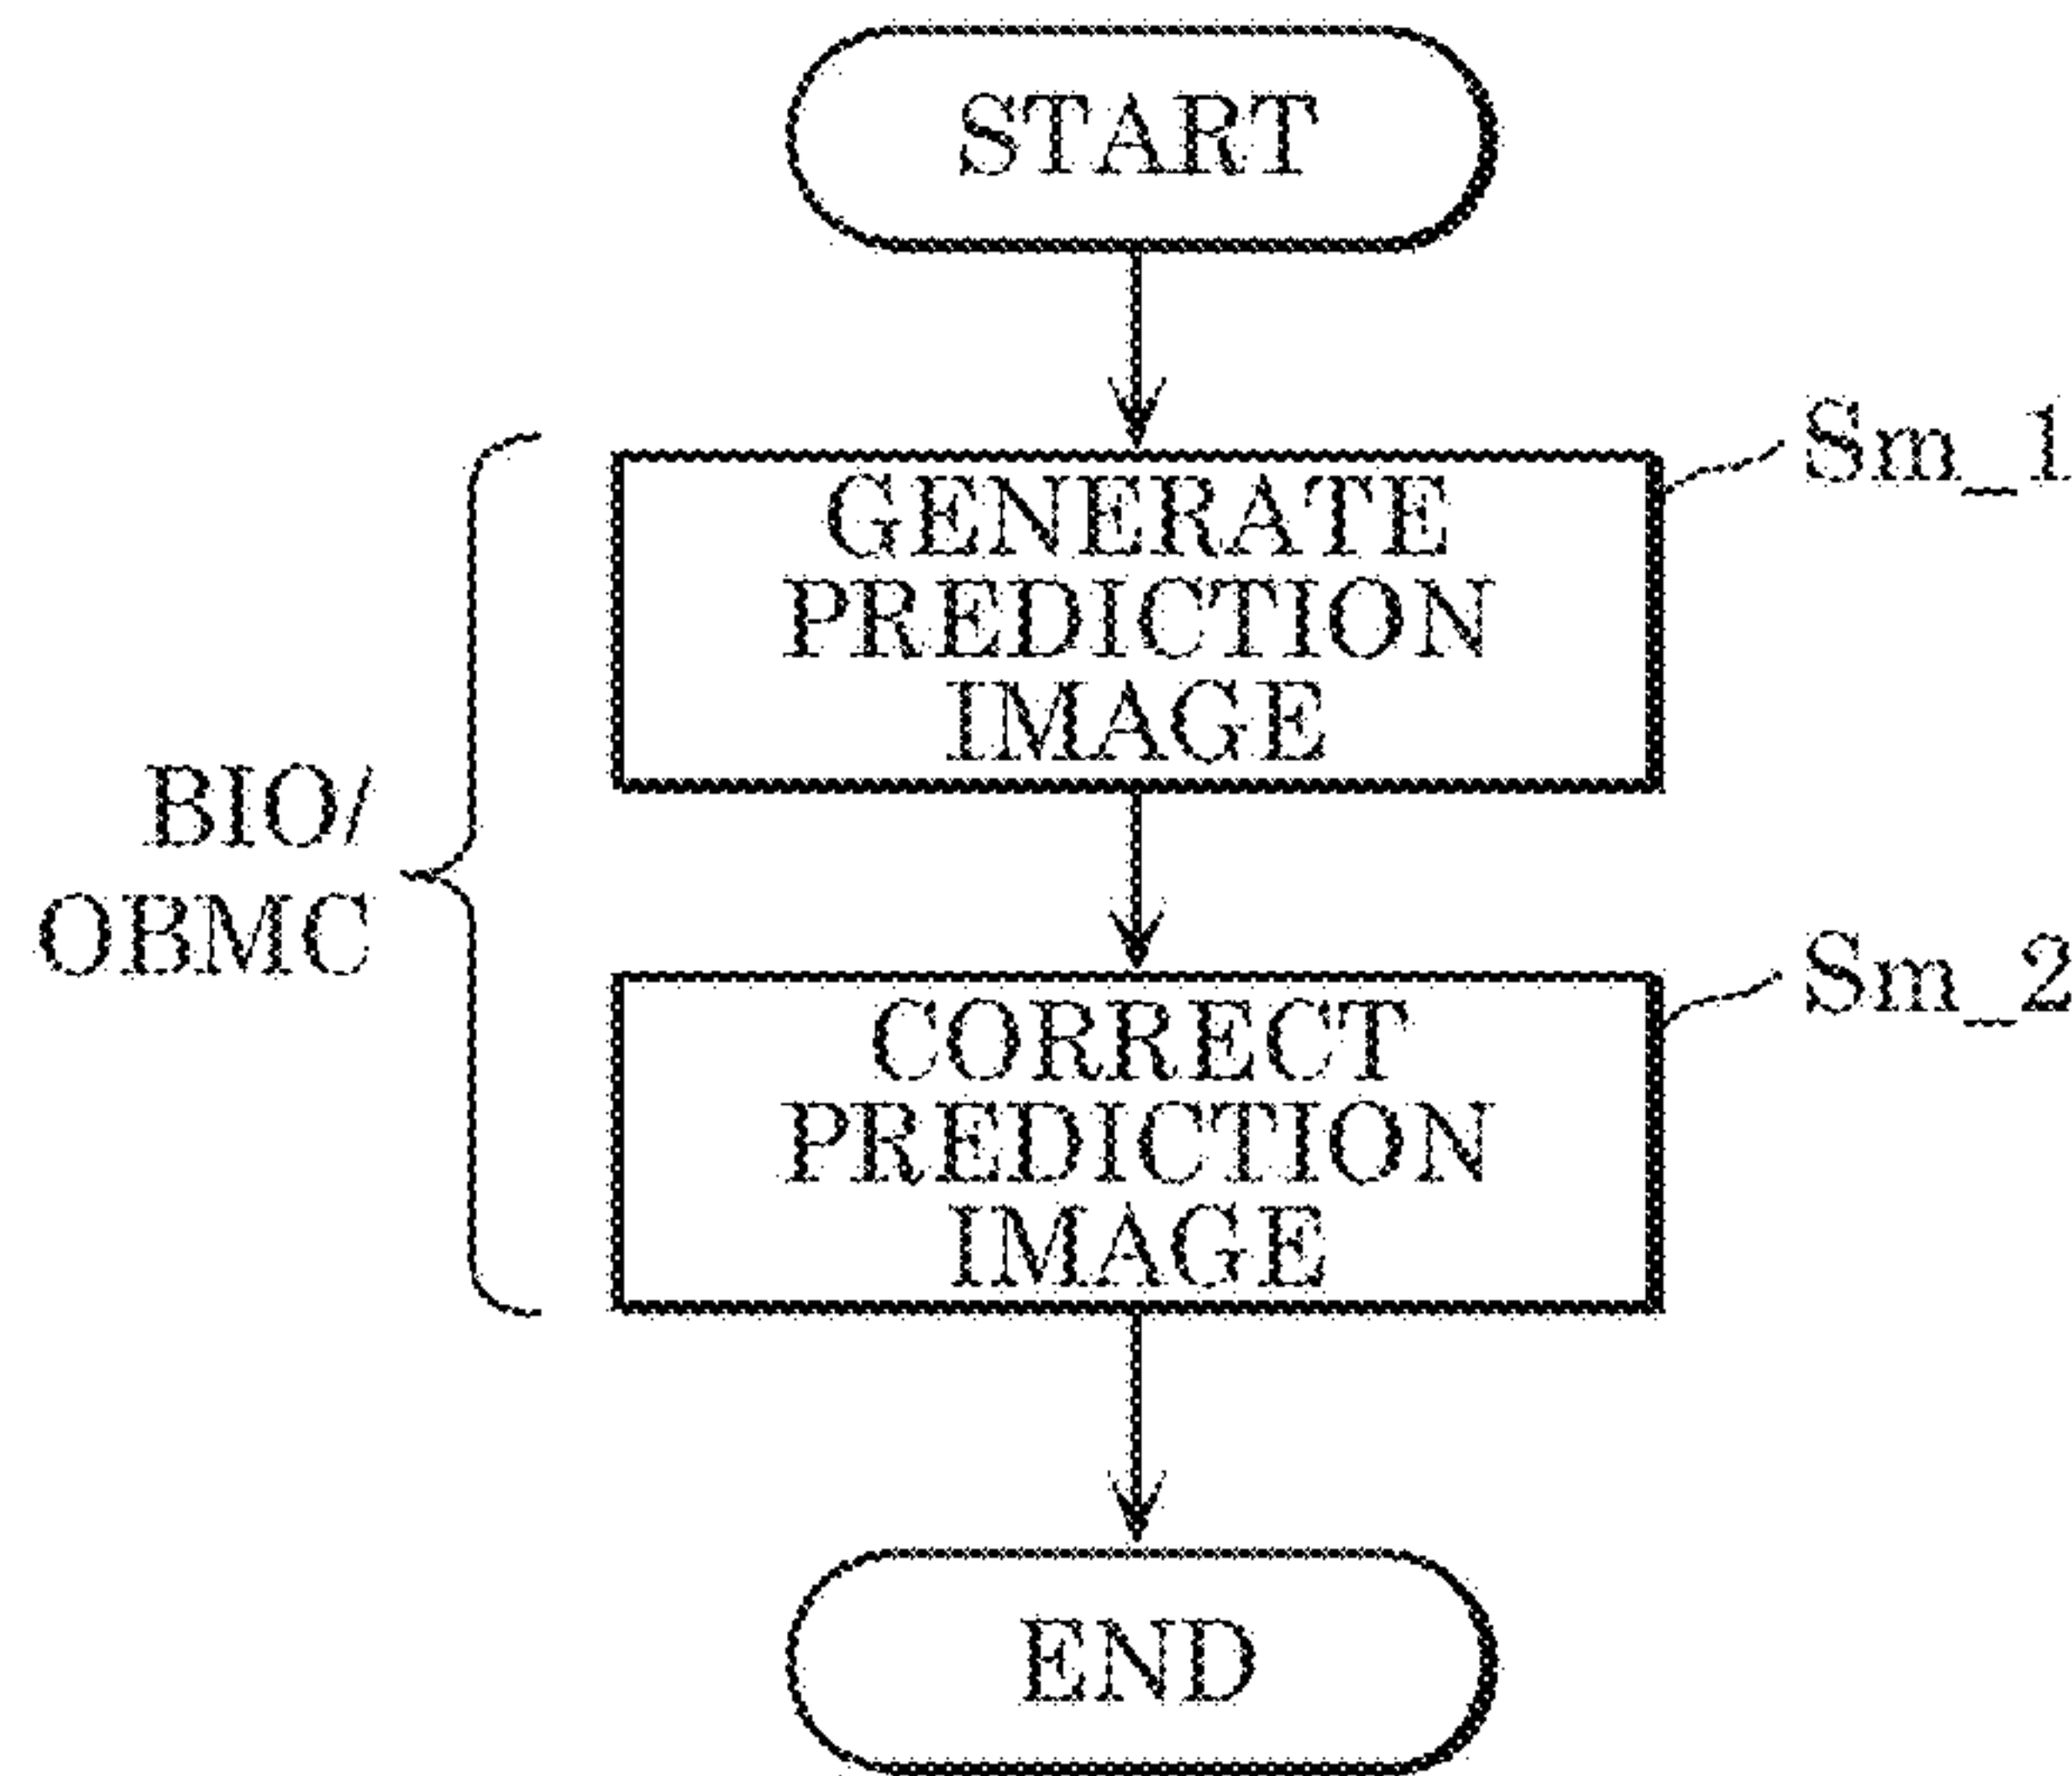 START
GENERATE
PREDICTION
IMAGE
Sm_1
BIO/
OBMC
CORRECT
PREDICTION
IMAGE
Sm_2
END